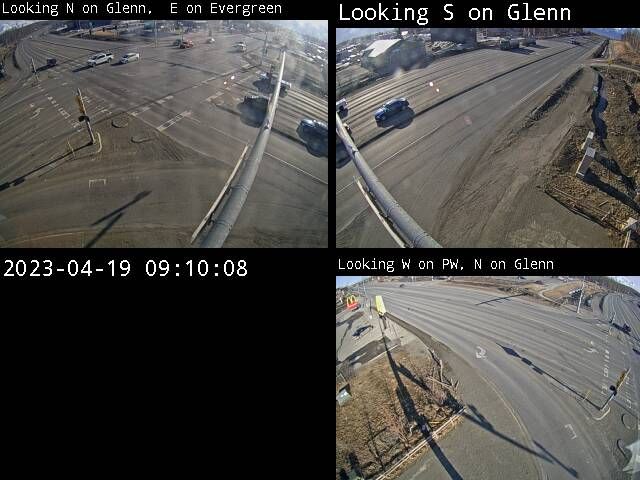 Looking N on Glenn,  E on Evergreen
Looking S on Glenn
2023-04-19 09:10:08
Looking W on PW, N on Glenn